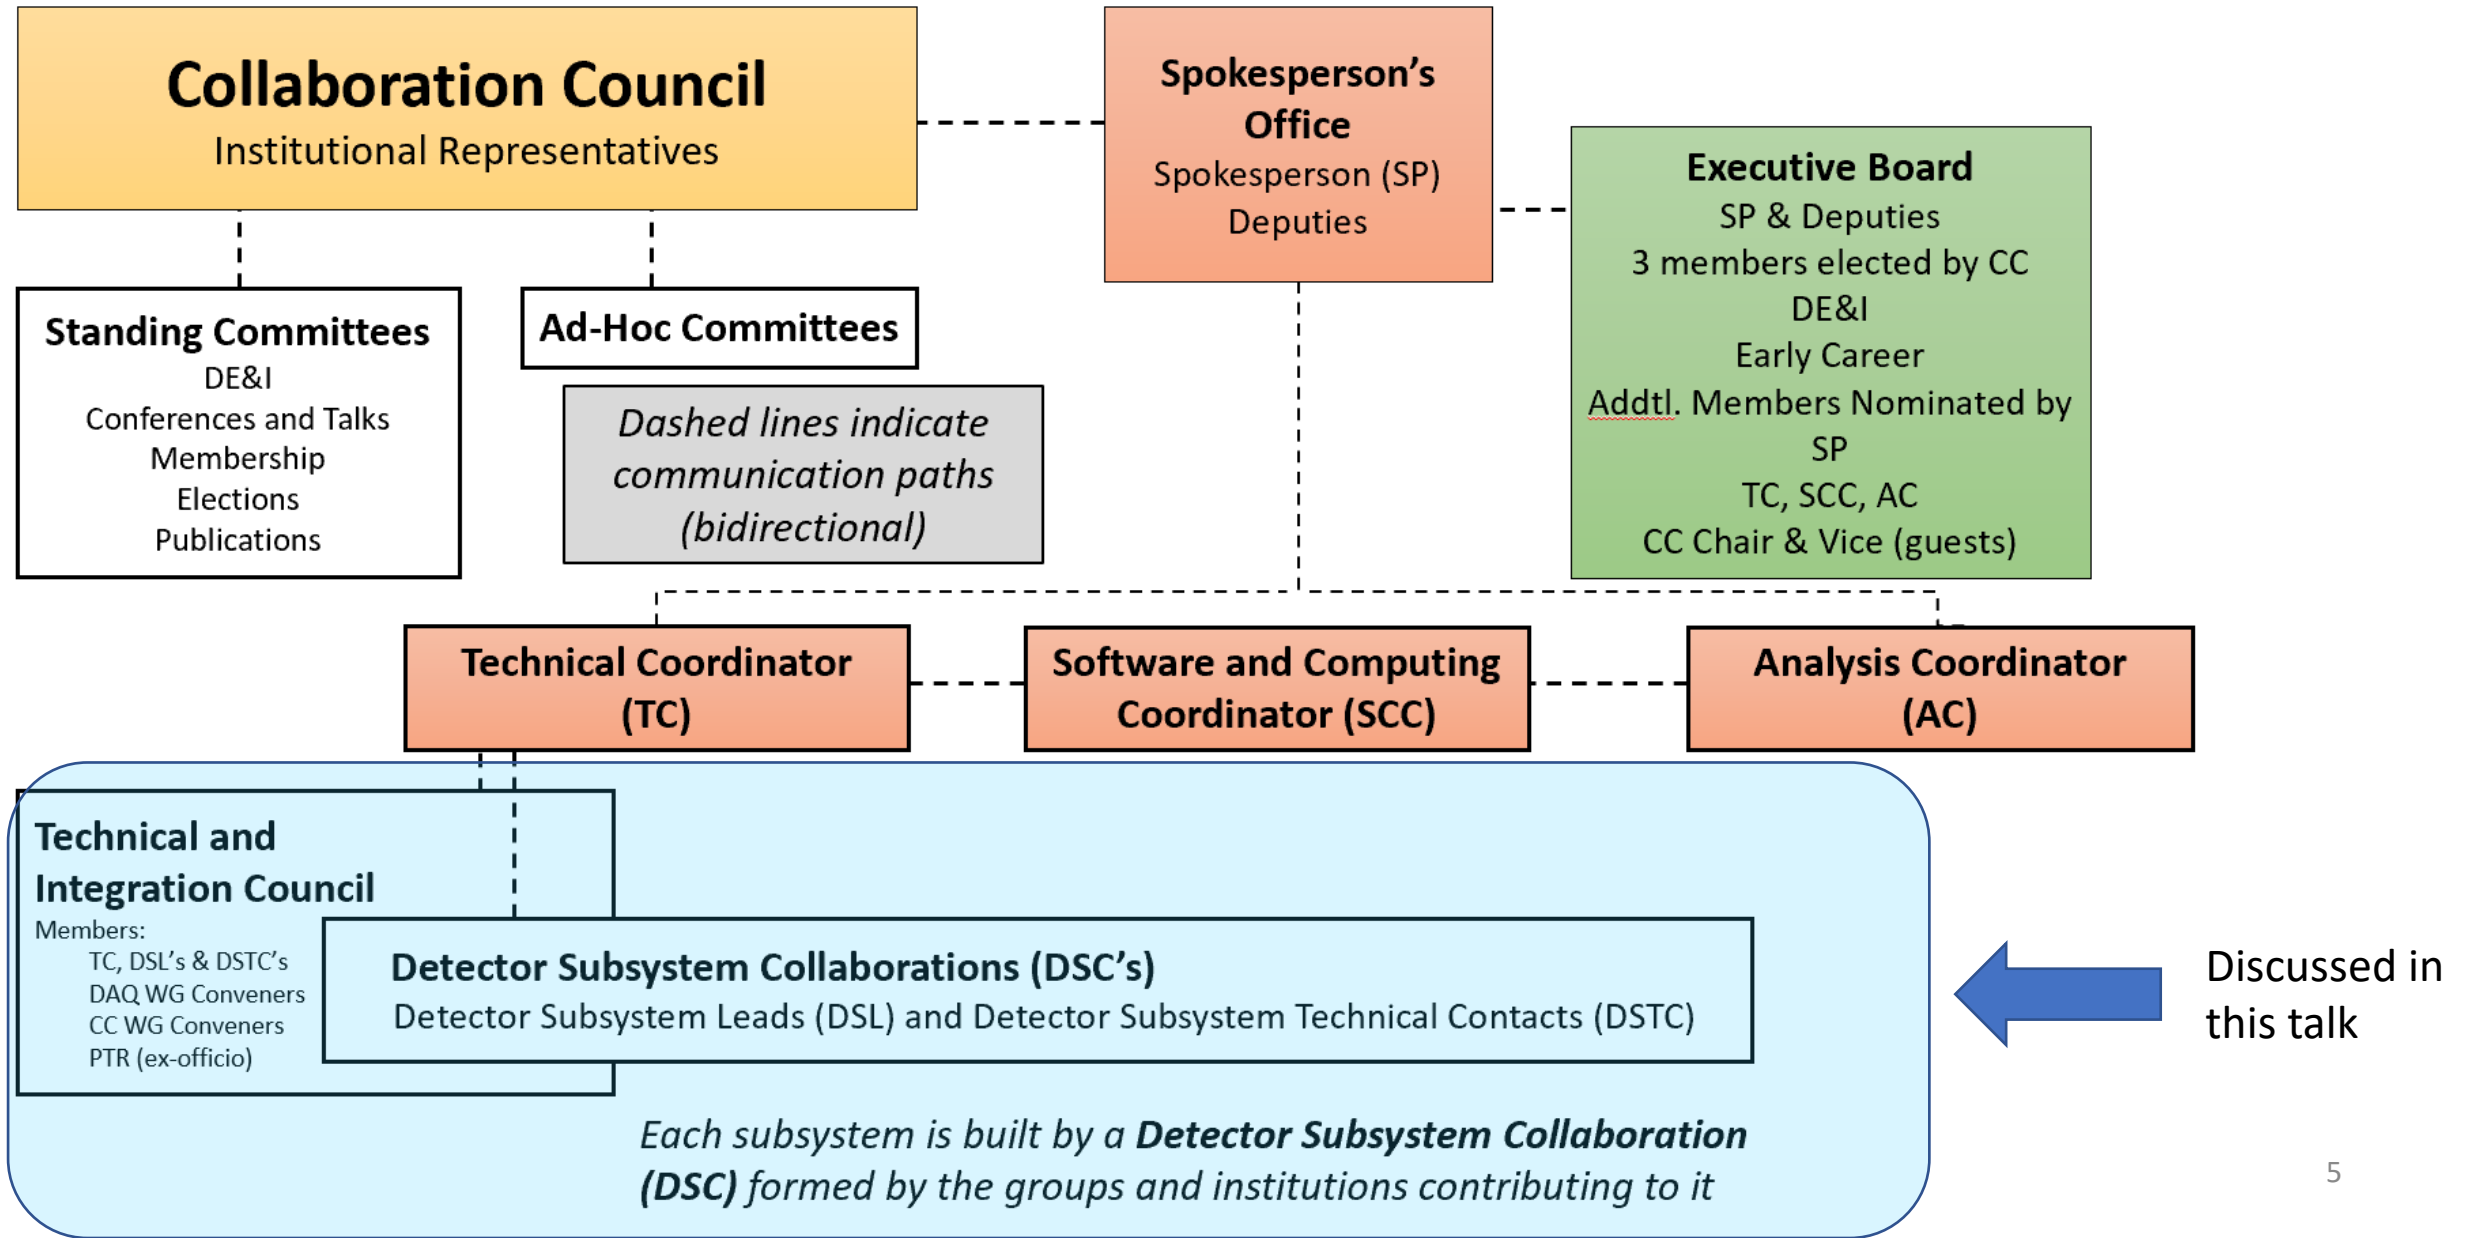 Collaboration Council
Institutional Representatives
Spokesperson’s
Office
Spokesperson (SP)
Deputies
Executive Board
SP & Deputies
3 members elected by CC
DE&I
Early Career
Addtl. Members Nominated by
SP
TC, SCC, AC
CC Chair & Vice (guests)
Standing Committees
DE&I
Conferences and Talks
Membership
Elections
Publications
Ad-Hoc Committees
Dashed lines indicate
communication paths
(bidirectional)
Technical Coordinator
(TC)
Software and Computing
Coordinator (SCC)
Analysis Coordinator
(AC)
Technical and
Integration Council
Members:
TC, DSL’s & DSTC’s
DAQ WG Conveners
CC WG Conveners
PTR (ex-officio)
Detector Subsystem Collaborations (DSC’s)
Detector Subsystem Leads (DSL) and Detector Subsystem Technical Contacts (DSTC)
Each subsystem is built by a Detector Subsystem Collaboration
(DSC) formed by the groups and institutions contributing to it
Discussed in
this talk
5